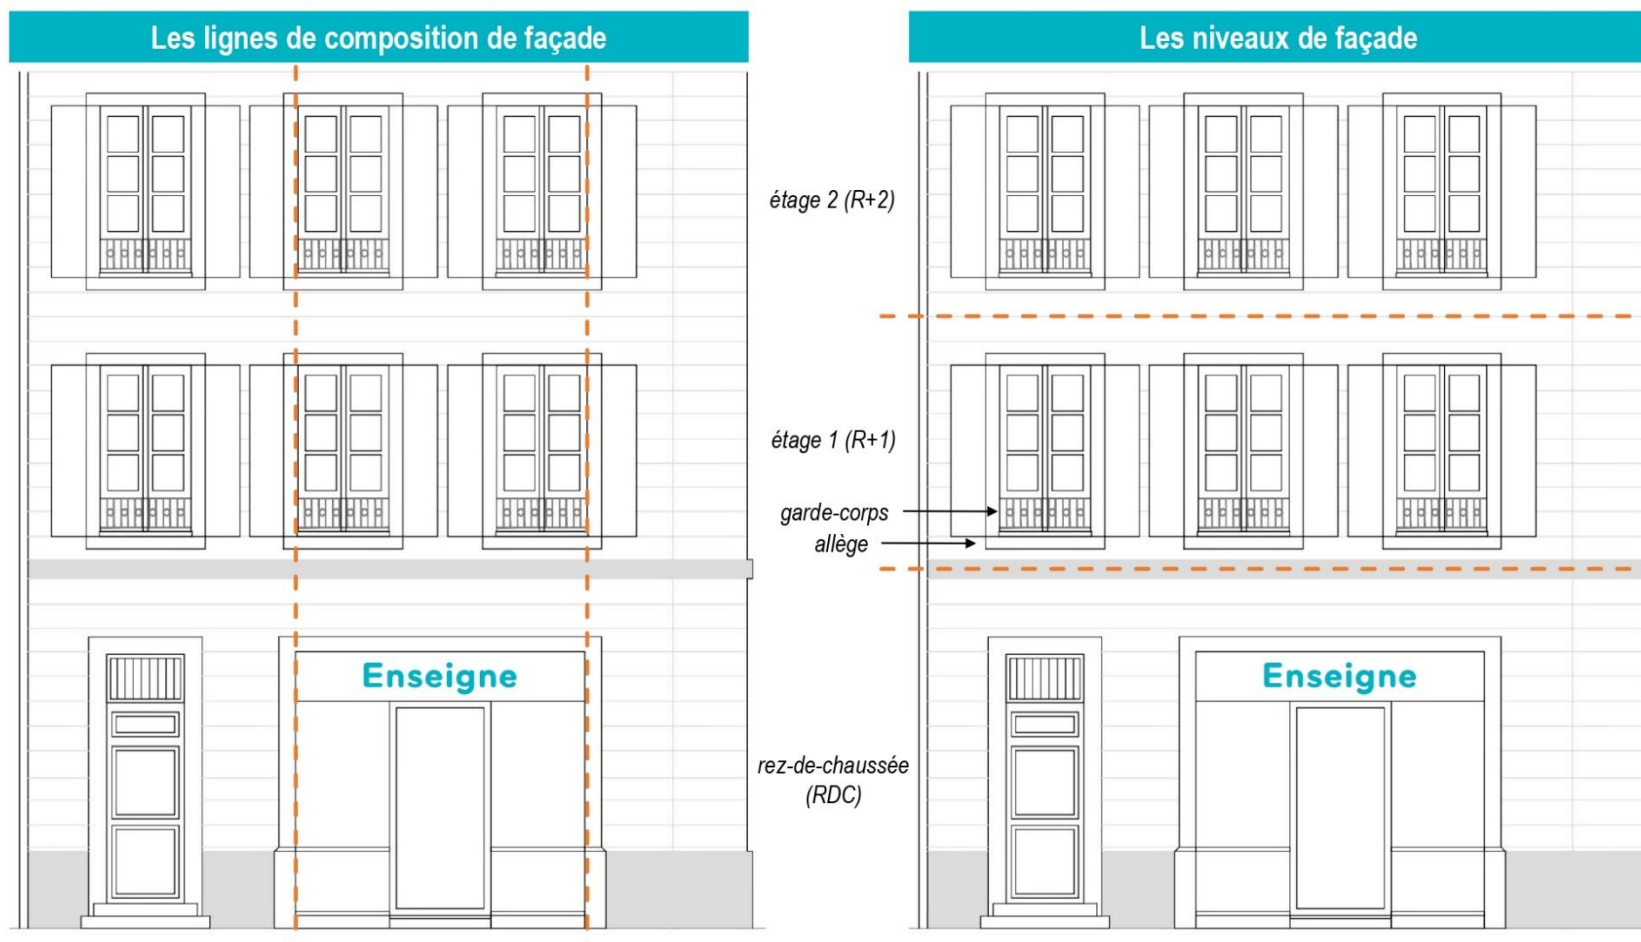 Les lignes de composition de façade
Les niveaux de façade
étage 2 (R+2)
étage 1 (R+1)
garde-corps
allège
Enseigne
Enseigne
rez-de-chaussée
(RDC)